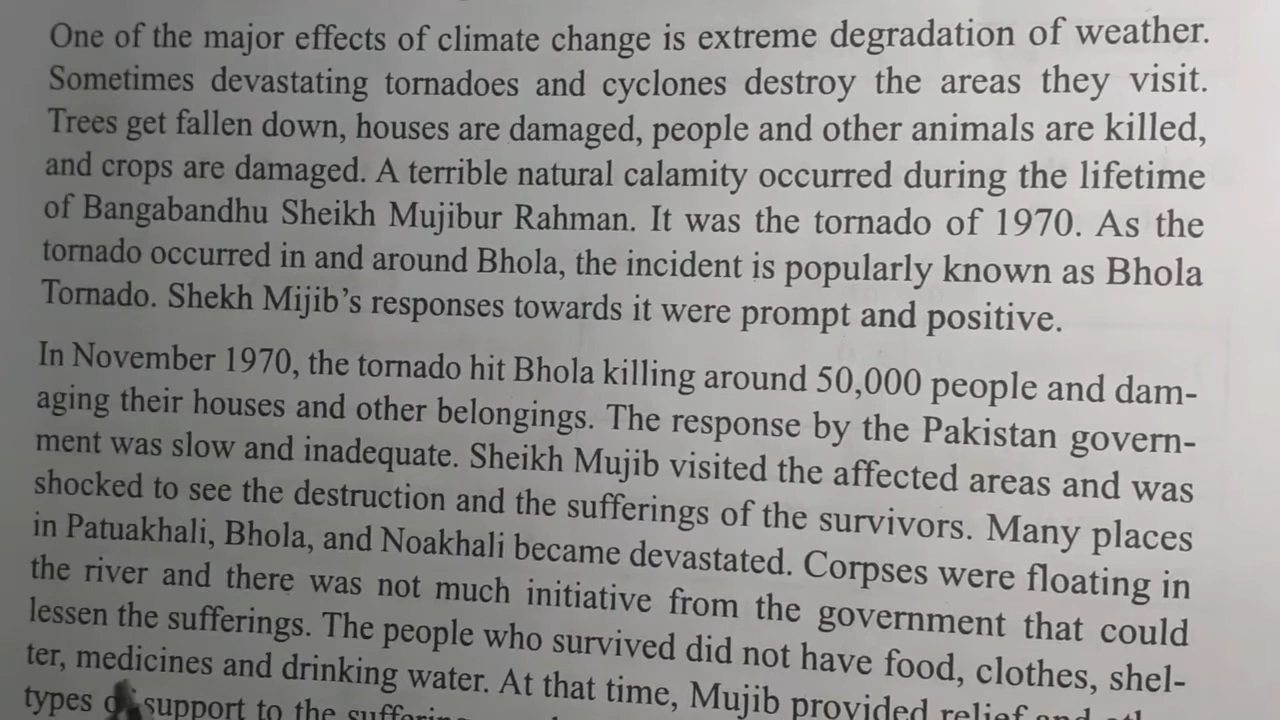 One of the major effects of climate change is extreme degradation of weather.
Sometimes devastating tornadoes and cyclones destroy the areas they visit.
Trees get fallen down, houses are damaged, people and other animals are killed,
and crops are damaged. A terrible natural calamity occurred during the lifetime
of Bangabandhu Sheikh Mujibur Rahman. It was the tornado of 1970. As the
tornado occurred in and around Bhola, the incident is popularly known as Bhola
Tornado. Shekh Mijib’s responses towards it were prompt and positive.
In November 1970, the tornado hit Bhola killing around 50,000 people and dam-
aging their houses and other belongings. The response by the Pakistan govern-
ment was slow and inadequate. Sheikh Mujib visited the affected areas and was
shocked to see the destruction and the sufferings of the survivors. Many places
in Patuakhali, Bhola, and Noakhali became devastated. Corpses were floating in
the river and there was not much initiative from the government that could
lessen the sufferings. The people who survived did not have food, clothes, shel-
ter, medicines and drinking water. At that time, Mujib provided relief and
types support to the